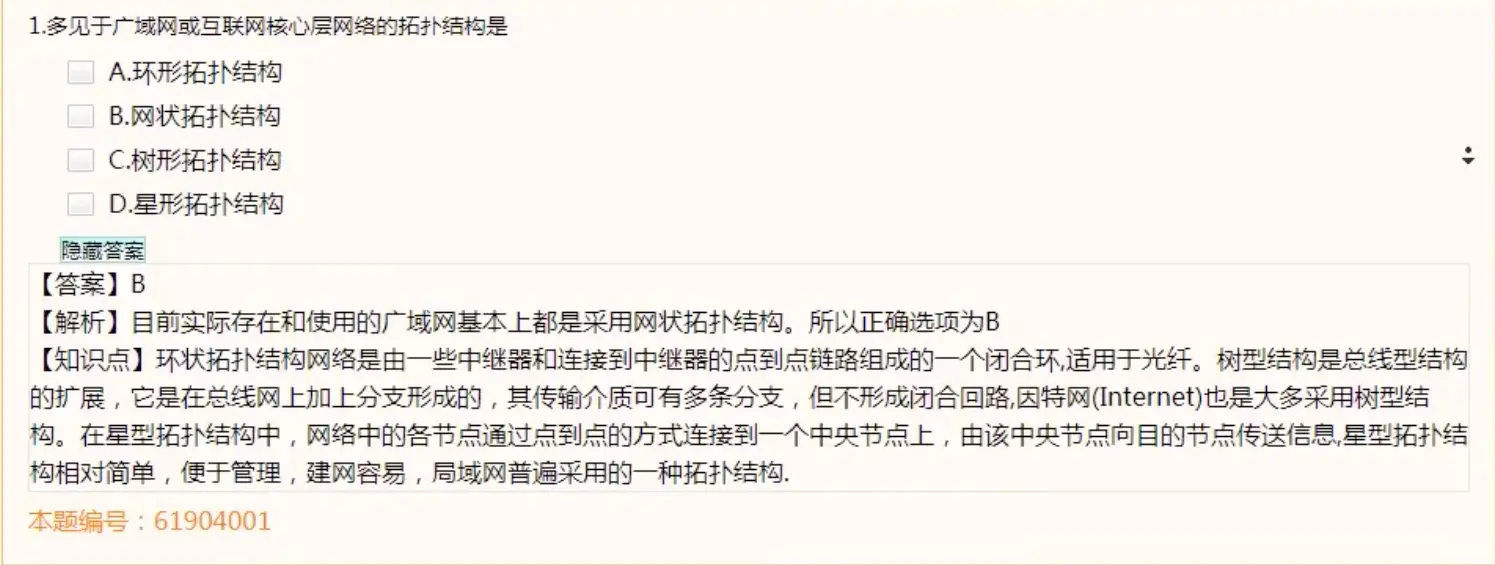 1.多见于广域网或互联网核心层网络的拓扑结构是
A.环形拓扑结构
B.网状拓扑结构
C.树形拓扑结构
D.星形拓扑结构
隐藏答案
【答案】B
【解析】目前实际存在和使用的广域网基本上都是采用网状拓扑结构。所以正确选项为B
【知识点】环状拓扑结构网络是由一些中继器和连接到中继器的点到点链路组成的一个闭合环,适用于光纤。树型结构是总线型结构
的扩展，它是在总线网上加上分支形成的，其传输介质可有多条分支，但不形成闭合回路,因特网(Internet)也是大多采用树型结
构。在星型拓扑结构中，网络中的各节点通过点到点的方式连接到一个中央节点上，由该中央节点向目的节点传送信息,星型拓扑结
构相对简单，便于管理，建网容易，局域网普遍采用的一种拓扑结构.
本题编号：61904001